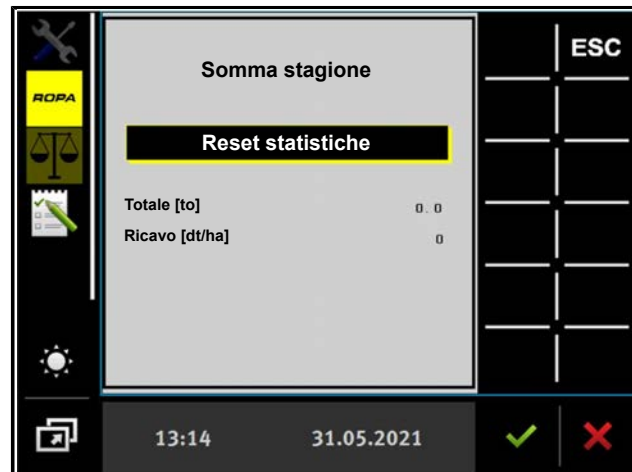 Somma stagione
ESC
ROPA
Reset statistiche
Totale [to] 0.0
Ricavo [dt/ha] 0
13:14 31.05.2021